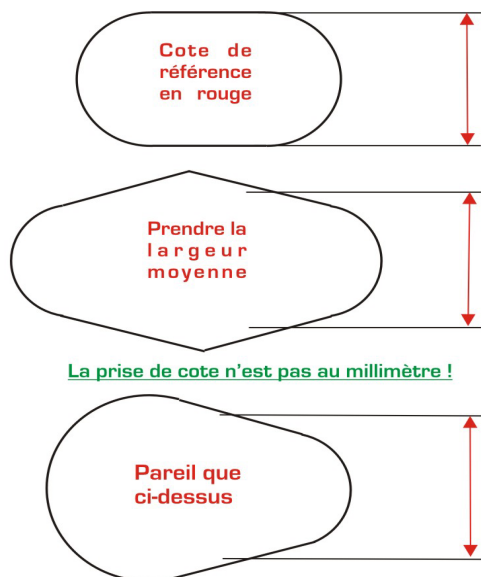 Cote de
référence
en rouge
Prendre la
largeur
moyenne
La prise de cote n'est pas au millimètre !
Pareil que
ci-dessus